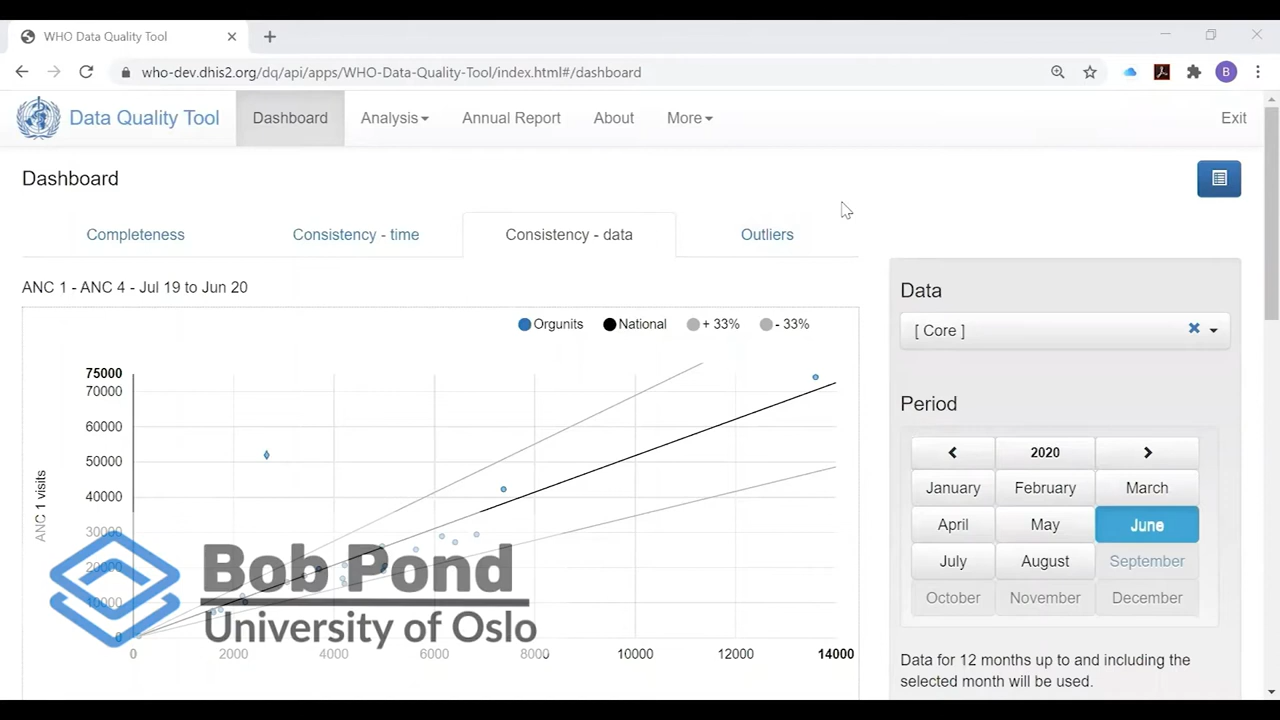 WHO Data Quality Tool
who-dev.dhis2.org/dq/api/apps/WHO-Data-Quality-Tool/index.html#/dashboard
B
Data Quality Tool Dashboard Analysis Annual Report About More Exit
Dashboard
Completeness Consistency - time Consistency - data Outliers
ANC 1 - ANC 4 - Jul 19 to Jun 20
Orgunits National + 33% - 33%
75000
70000
60000
50000
40000
30000
20000
10000
0
ANC 1 visits
0 2000 4000 6000 8000 10000 12000 14000
Bob Pond
University of Oslo
Data
[ Core ]
Period
2020
January February March
April May June
July August September
October November December
Data for 12 months up to and including the
selected month will be used.